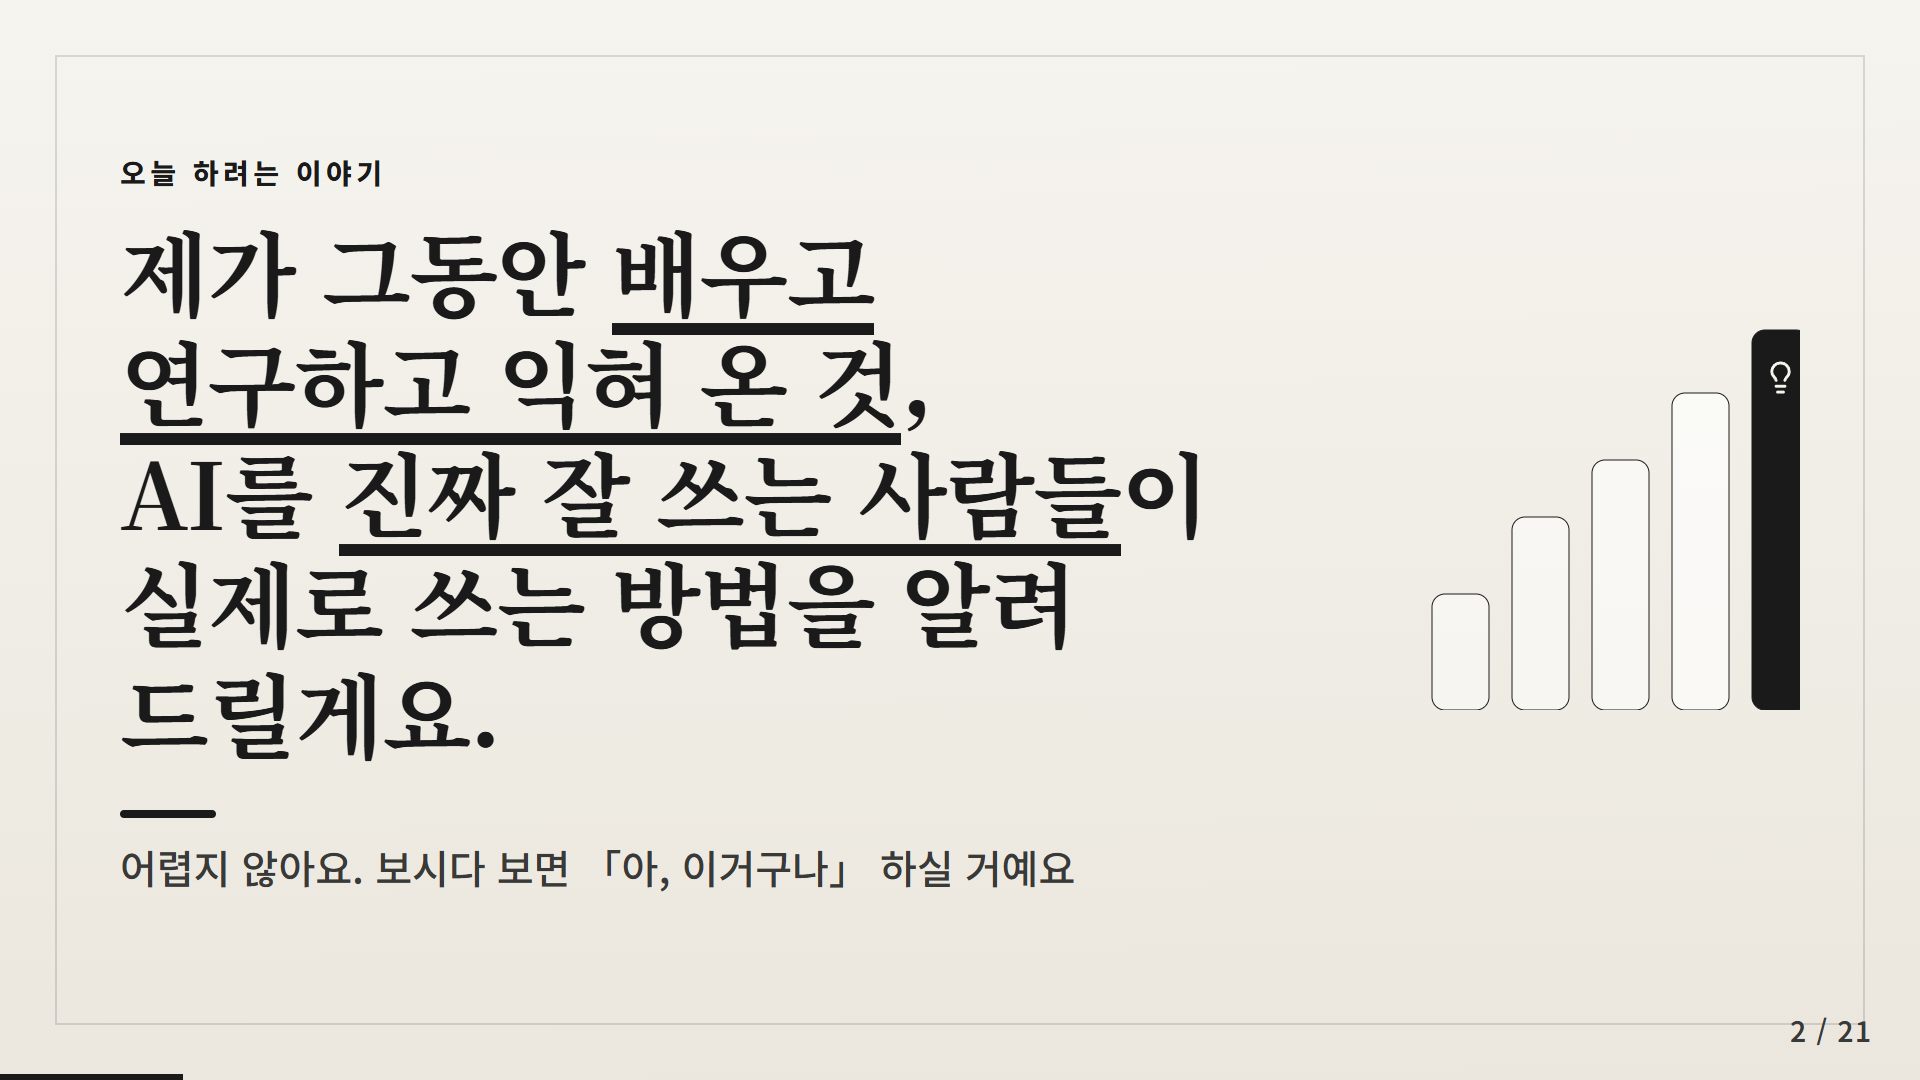 오늘 하려는 이야기
제가 그동안 배우고
연구하고 익혀 온 것,
AI를 진짜 잘 쓰는 사람들이
실제로 쓰는 방법을 알려
드릴게요.
어렵지 않아요. 보시다 보면 「아, 이거구나」 하실 거예요
2 / 21